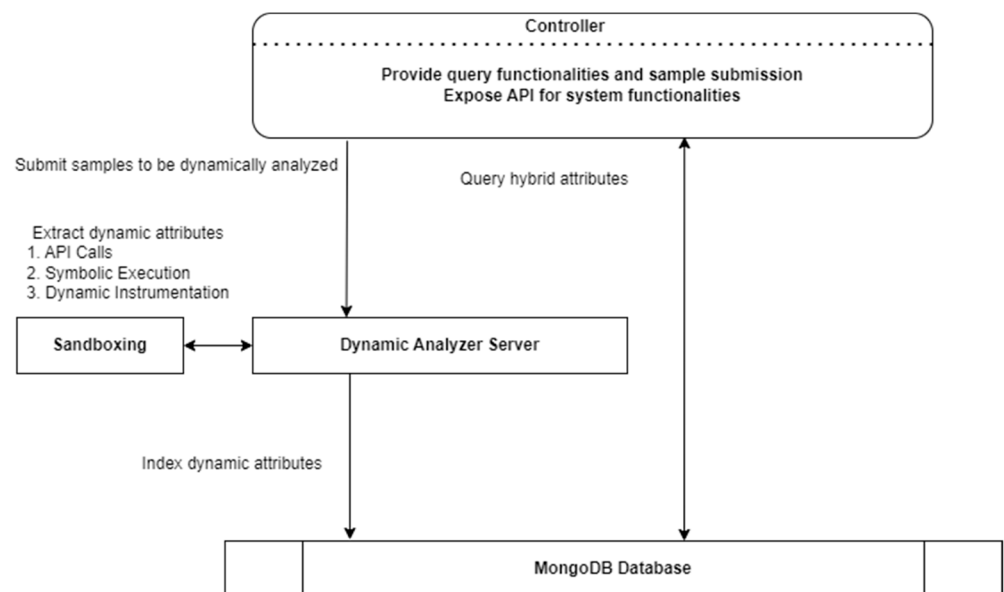 Controller
Provide query functionalities and sample submission
Expose API for system functionalities
Submit samples to be dynamically analyzed
Query hybrid attributes
Extract dynamic attributes
1. API Calls
2. Symbolic Execution
3. Dynamic Instrumentation
Sandboxing
Dynamic Analyzer Server
Index dynamic attributes
MongoDB Database